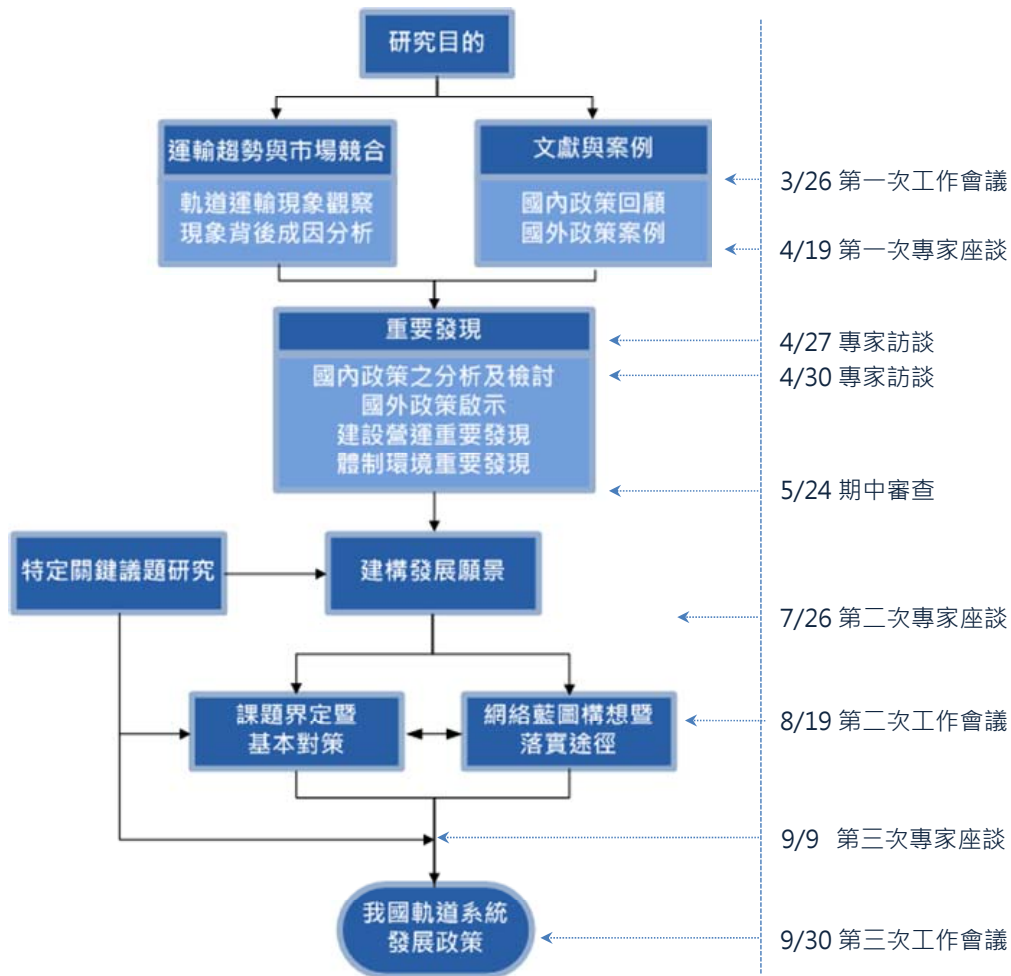 研究目的
運輸趨勢與市場競合
軌道運輸現象觀察
現象背後成因分析
文獻與案例
國內政策回顧
國外政策案例
3/26 第一次工作會議
4/19 第一次專家座談
重要發現
國內政策之分析及檢討
國外政策啟示
建設營運重要發現
體制環境重要發現
4/27 專家訪談
4/30 專家訪談
5/24 期中審查
特定關鍵議題研究
建構發展願景
7/26 第二次專家座談
課題界定暨
基本對策
網絡藍圖構想暨
落實途徑
8/19 第二次工作會議
9/9 第三次專家座談
我國軌道系統
發展政策
9/30 第三次工作會議